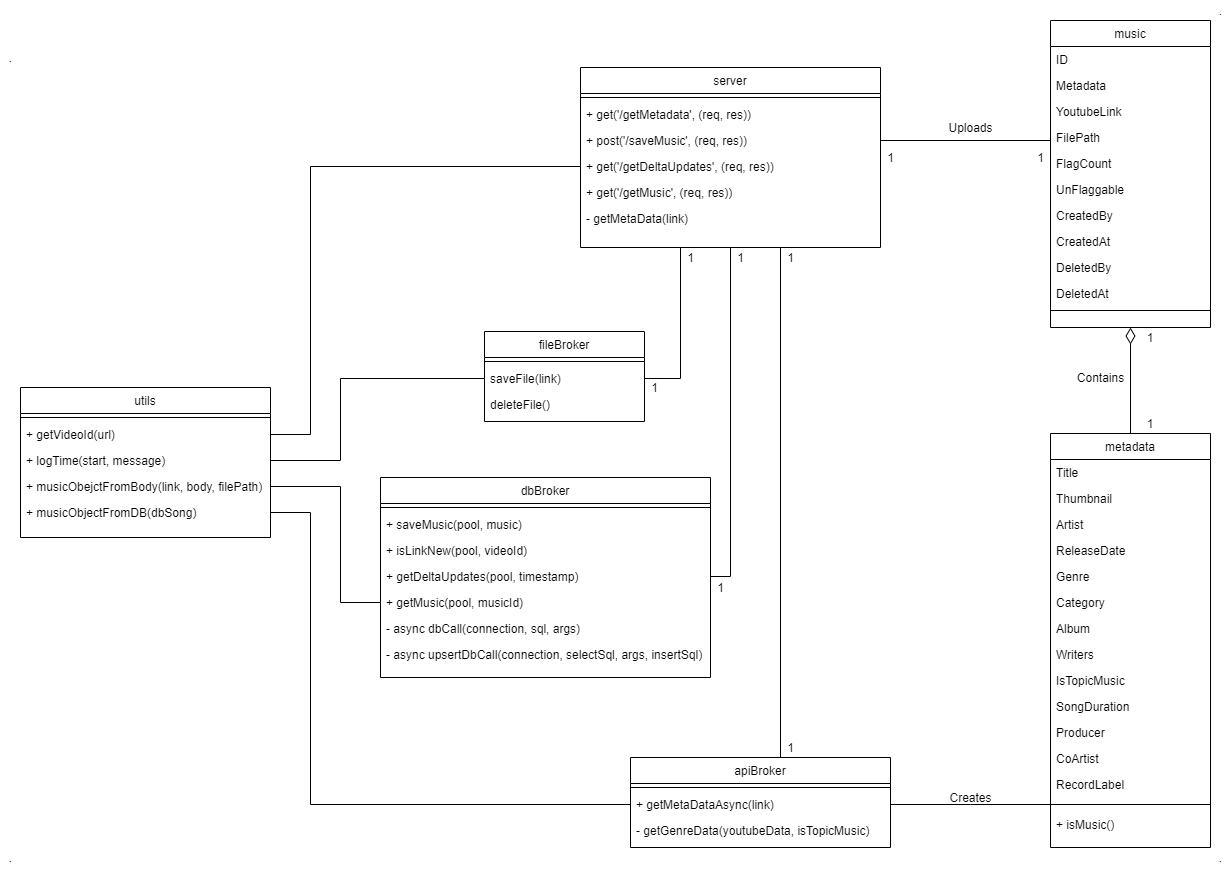 music
ID
Metadata
YoutubeLink
FilePath
FlagCount
UnFlaggable
CreatedBy
CreatedAt
DeletedBy
DeletedAt
server
+ get('/getMetadata', (req, res))
+ post('/saveMusic', (req, res))
+ get('/getDeltaUpdates', (req, res))
+ get('/getMusic', (req, res))
- getMetaData(link)
Uploads
1
1
1
1
1
1
Contains
1
fileBroker
saveFile(link)
deleteFile()
1
utils
+ getVideoId(url)
+ logTime(start, message)
+ musicObejctFromBody(link, body, filePath)
+ musicObjectFromDB(dbSong)
dbBroker
+ saveMusic(pool, music)
+ isLinkNew(pool, videoId)
+ getDeltaUpdates(pool, timestamp)
+ getMusic(pool, musicId)
- async dbCall(connection, sql, args)
- async upsertDbCall(connection, selectSql, args, insertSql)
1
metadata
Title
Thumbnail
Artist
ReleaseDate
Genre
Category
Album
Writers
IsTopicMusic
SongDuration
Producer
CoArtist
RecordLabel
+ isMusic()
1
apiBroker
+ getMetaDataAsync(link)
- getGenreData(youtubeData, isTopicMusic)
Creates